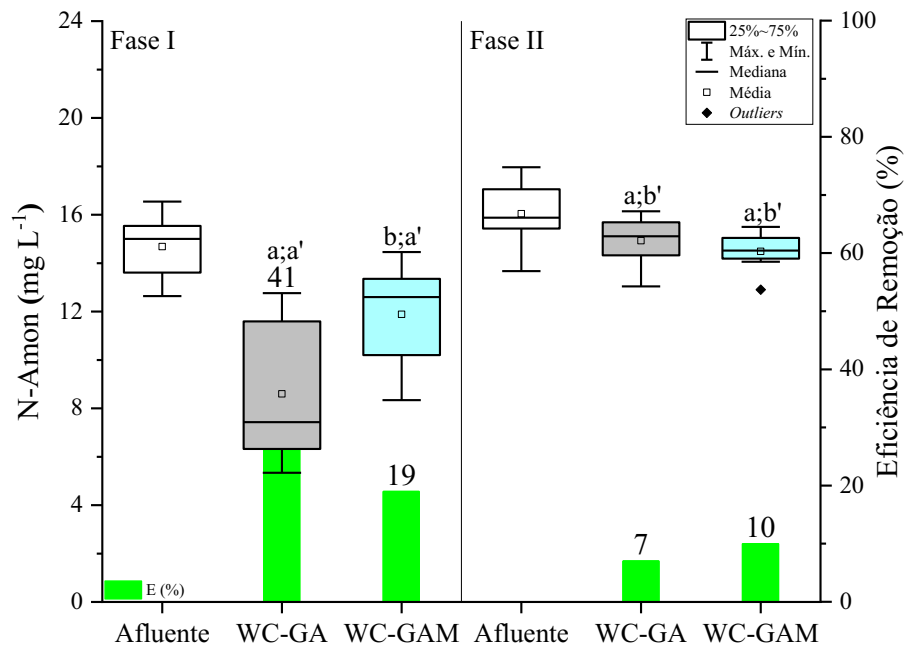 Fase I
Fase II
25%~75%
Máx. e Mín.
Mediana
Média
Outliers
24
20
16
12
8
4
0
N-Amon (mg L⁻¹)
100
80
60
40
20
0
Eficiência de Remoção (%)
a;a'
41
b;a'
19
a;b'
7
a;b'
10
E (%)
Afluente WC-GA WC-GAM Afluente WC-GA WC-GAM